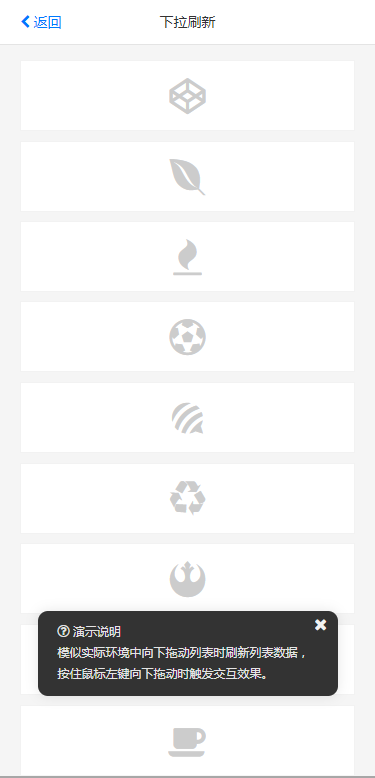 返回
下拉刷新
演示说明
模似实际环境中向下拖动列表时刷新列表数据，
按住鼠标左键向下拖动时触发交互效果。